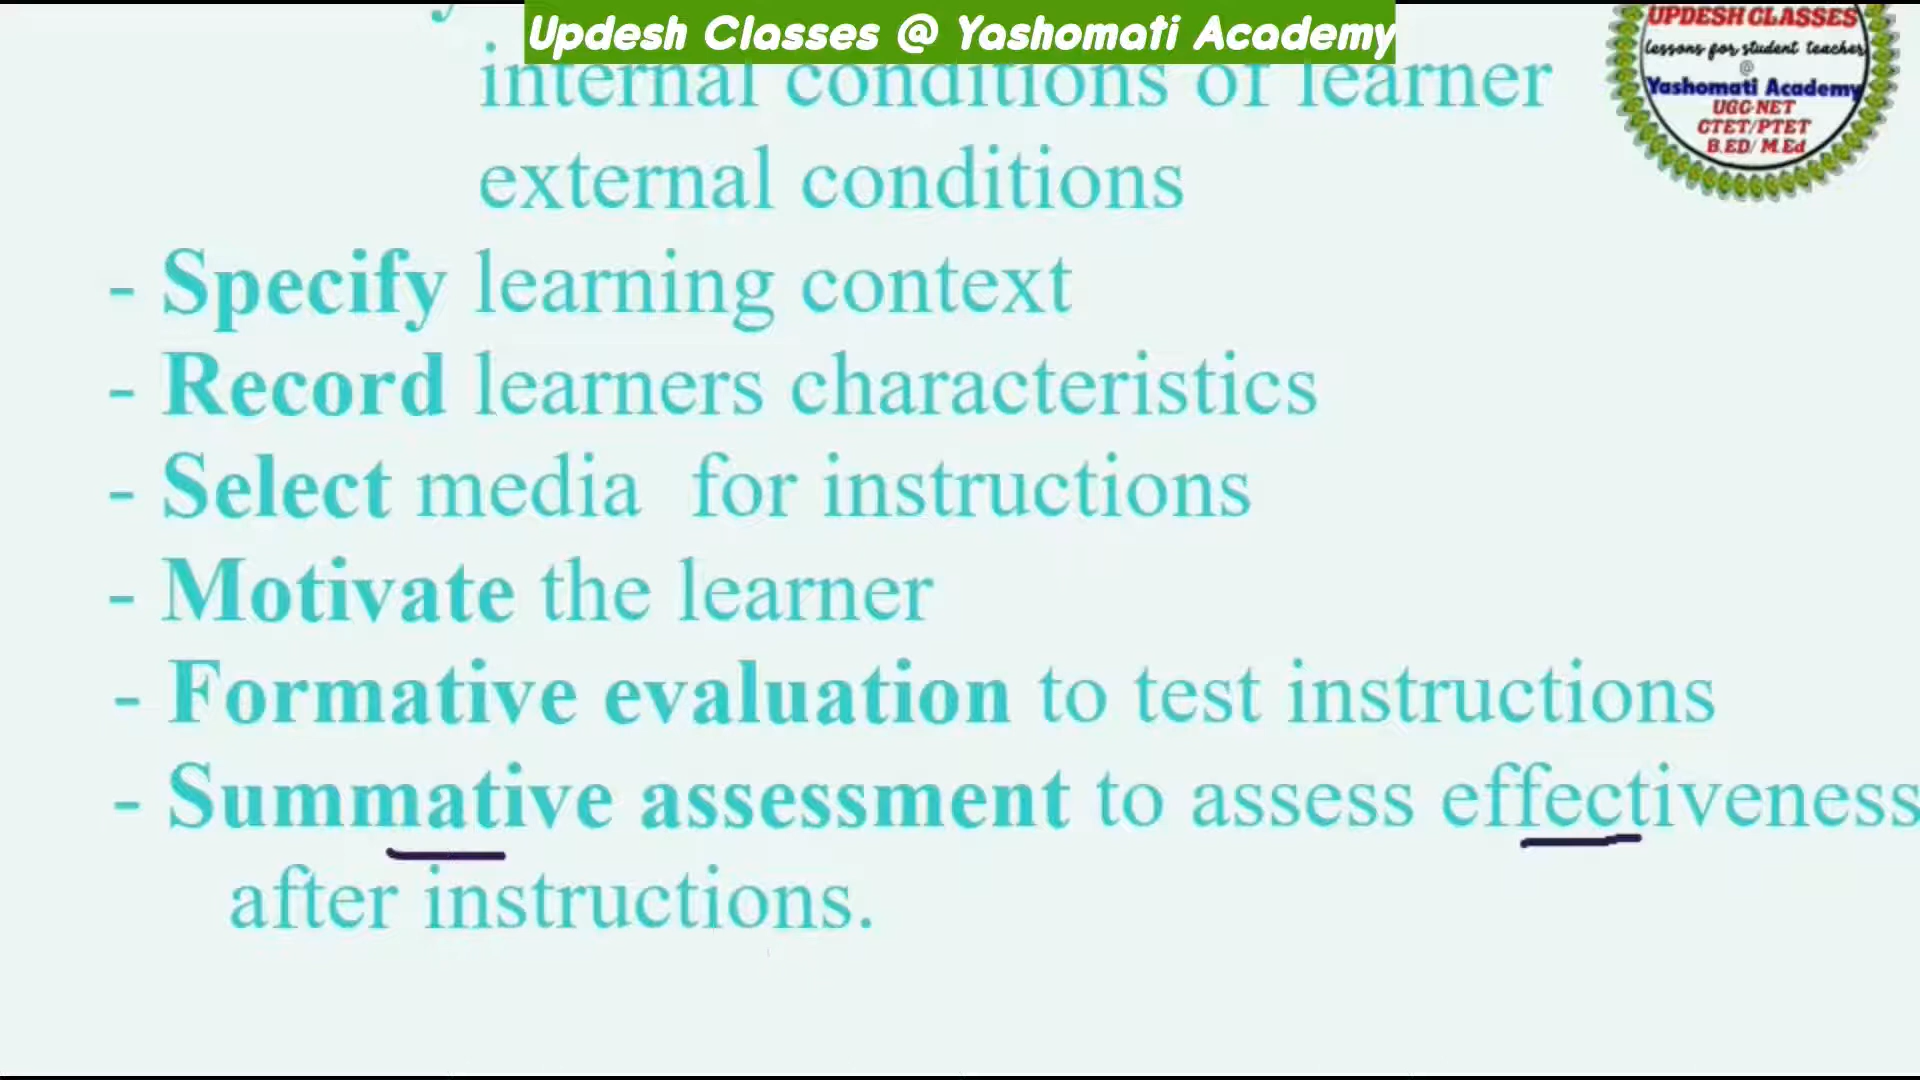 Updesh Classes @ Yashomati Academy
internal conditions of learner
external conditions
- Specify learning context
- Record learners characteristics
- Select media for instructions
- Motivate the learner
- Formative evaluation to test instructions
- Summative assessment to assess effectiveness
after instructions.
UPDESH CLASSES
lessons for student teacher
@
Yashomati Academy
UGC-NET
CTET/PTET
B.ED/ M.Ed